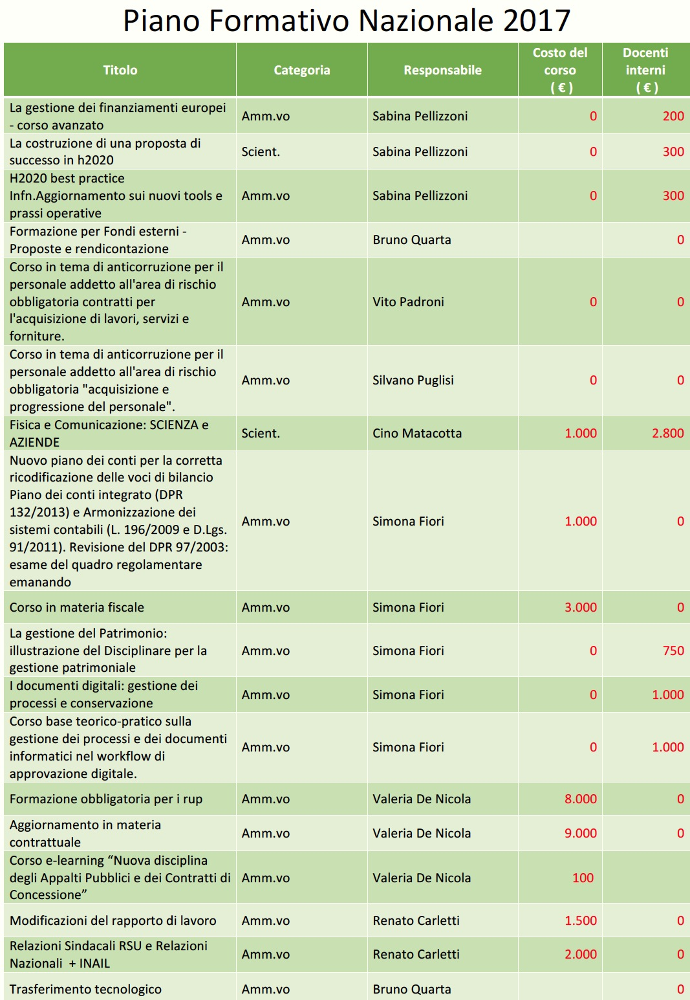 Piano Formativo Nazionale 2017
Titolo Categoria Responsabile Costo del corso ( € ) Docenti interni ( € )
La gestione dei finanziamenti europei
- corso avanzato
Amm.vo Sabina Pellizzoni 0 200
La costruzione di una proposta di
successo in h2020
Scient. Sabina Pellizzoni 0 300
H2020 best practice
Infn.Aggiornamento sui nuovi tools e
prassi operative
Amm.vo Sabina Pellizzoni 0 300
Formazione per Fondi esterni -
Proposte e rendicontazione
Amm.vo Bruno Quarta 0
Corso in tema di anticorruzione per il
personale addetto all'area di rischio
obbligatoria contratti per
l'acquisizione di lavori, servizi e
forniture.
Amm.vo Vito Padroni 0 0
Corso in tema di anticorruzione per il
personale addetto all'area di rischio
obbligatoria "acquisizione e
progressione del personale".
Amm.vo Silvano Puglisi 0 0
Fisica e Comunicazione: SCIENZA e
AZIENDE
Scient. Cino Matacotta 1.000 2.800
Nuovo piano dei conti per la corretta
ricodificazione delle voci di bilancio
Piano dei conti integrato (DPR
132/2013) e Armonizzazione dei
sistemi contabili (L. 196/2009 e D.Lgs.
91/2011). Revisione del DPR 97/2003:
esame del quadro regolamentare
emanando
Amm.vo Simona Fiori 1.000 0
Corso in materia fiscale Amm.vo Simona Fiori 3.000 0
La gestione del Patrimonio:
illustrazione del Disciplinare per la
gestione patrimoniale
Amm.vo Simona Fiori 0 750
I documenti digitali: gestione dei
processi e conservazione
Amm.vo Simona Fiori 0 1.000
Corso base teorico-pratico sulla
gestione dei processi e dei documenti
informatici nel workflow di
approvazione digitale.
Amm.vo Simona Fiori 0 1.000
Formazione obbligatoria per i rup Amm.vo Valeria De Nicola 8.000 0
Aggiornamento in materia
contrattuale
Amm.vo Valeria De Nicola 9.000 0
Corso e-learning “Nuova disciplina
degli Appalti Pubblici e dei Contratti di
Concessione”
Amm.vo Valeria De Nicola 100
Modificazioni del rapporto di lavoro Amm.vo Renato Carletti 1.500 0
Relazioni Sindacali RSU e Relazioni
Nazionali + INAIL
Amm.vo Renato Carletti 2.000 0
Trasferimento tecnologico Amm.vo Bruno Quarta 0